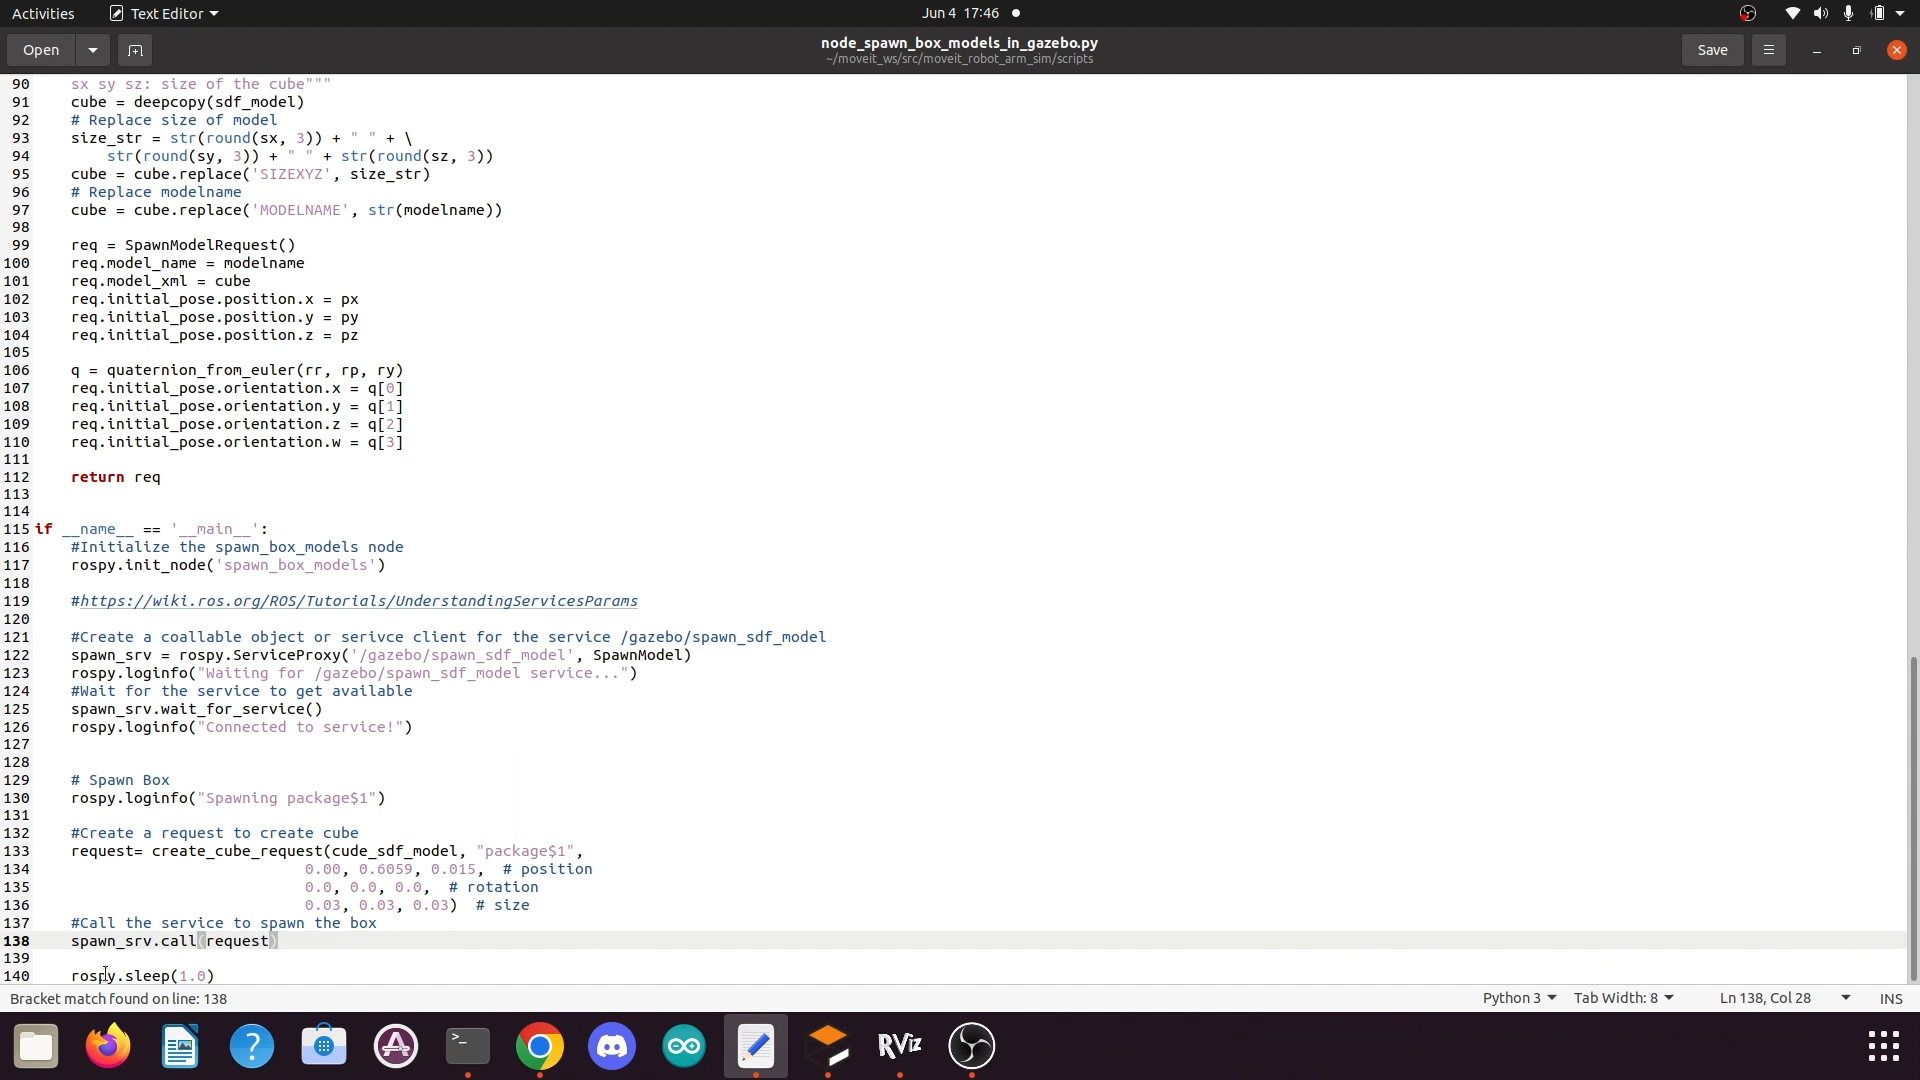 Activities Text Editor Jun 4 17:46
Open node_spawn_box_models_in_gazebo.py Save
~/moveit_ws/src/moveit_robot_arm_sim/scripts
90 sx sy sz: size of the cube"""
91 cube = deepcopy(sdf_model)
92 # Replace size of model
93 size_str = str(round(sx, 3)) + " " + \
94 str(round(sy, 3)) + " " + str(round(sz, 3))
95 cube = cube.replace('SIZEXYZ', size_str)
96 # Replace modelname
97 cube = cube.replace('MODELNAME', str(modelname))
98
99 req = SpawnModelRequest()
100 req.model_name = modelname
101 req.model_xml = cube
102 req.initial_pose.position.x = px
103 req.initial_pose.position.y = py
104 req.initial_pose.position.z = pz
105
106 q = quaternion_from_euler(rr, rp, ry)
107 req.initial_pose.orientation.x = q[0]
108 req.initial_pose.orientation.y = q[1]
109 req.initial_pose.orientation.z = q[2]
110 req.initial_pose.orientation.w = q[3]
111
112 return req
113
114
115 if __name__ == '__main__':
116 #Initialize the spawn_box_models node
117 rospy.init_node('spawn_box_models')
118
119 #https://wiki.ros.org/ROS/Tutorials/UnderstandingServicesParams
120
121 #Create a coallable object or serivce client for the service /gazebo/spawn_sdf_model
122 spawn_srv = rospy.ServiceProxy('/gazebo/spawn_sdf_model', SpawnModel)
123 rospy.loginfo("Waiting for /gazebo/spawn_sdf_model service...")
124 #Wait for the service to get available
125 spawn_srv.wait_for_service()
126 rospy.loginfo("Connected to service!")
127
128
129 # Spawn Box
130 rospy.loginfo("Spawning package$1")
131
132 #Create a request to create cube
133 request= create_cube_request(cude_sdf_model, "package$1",
134 0.00, 0.6059, 0.015, # position
135 0.0, 0.0, 0.0, # rotation
136 0.03, 0.03, 0.03) # size
137 #Call the service to spawn the box
138 spawn_srv.call(request)
139
140 rospy.sleep(1.0)
Bracket match found on line: 138 Python 3 Tab Width: 8 Ln 138, Col 28 INS
RViz